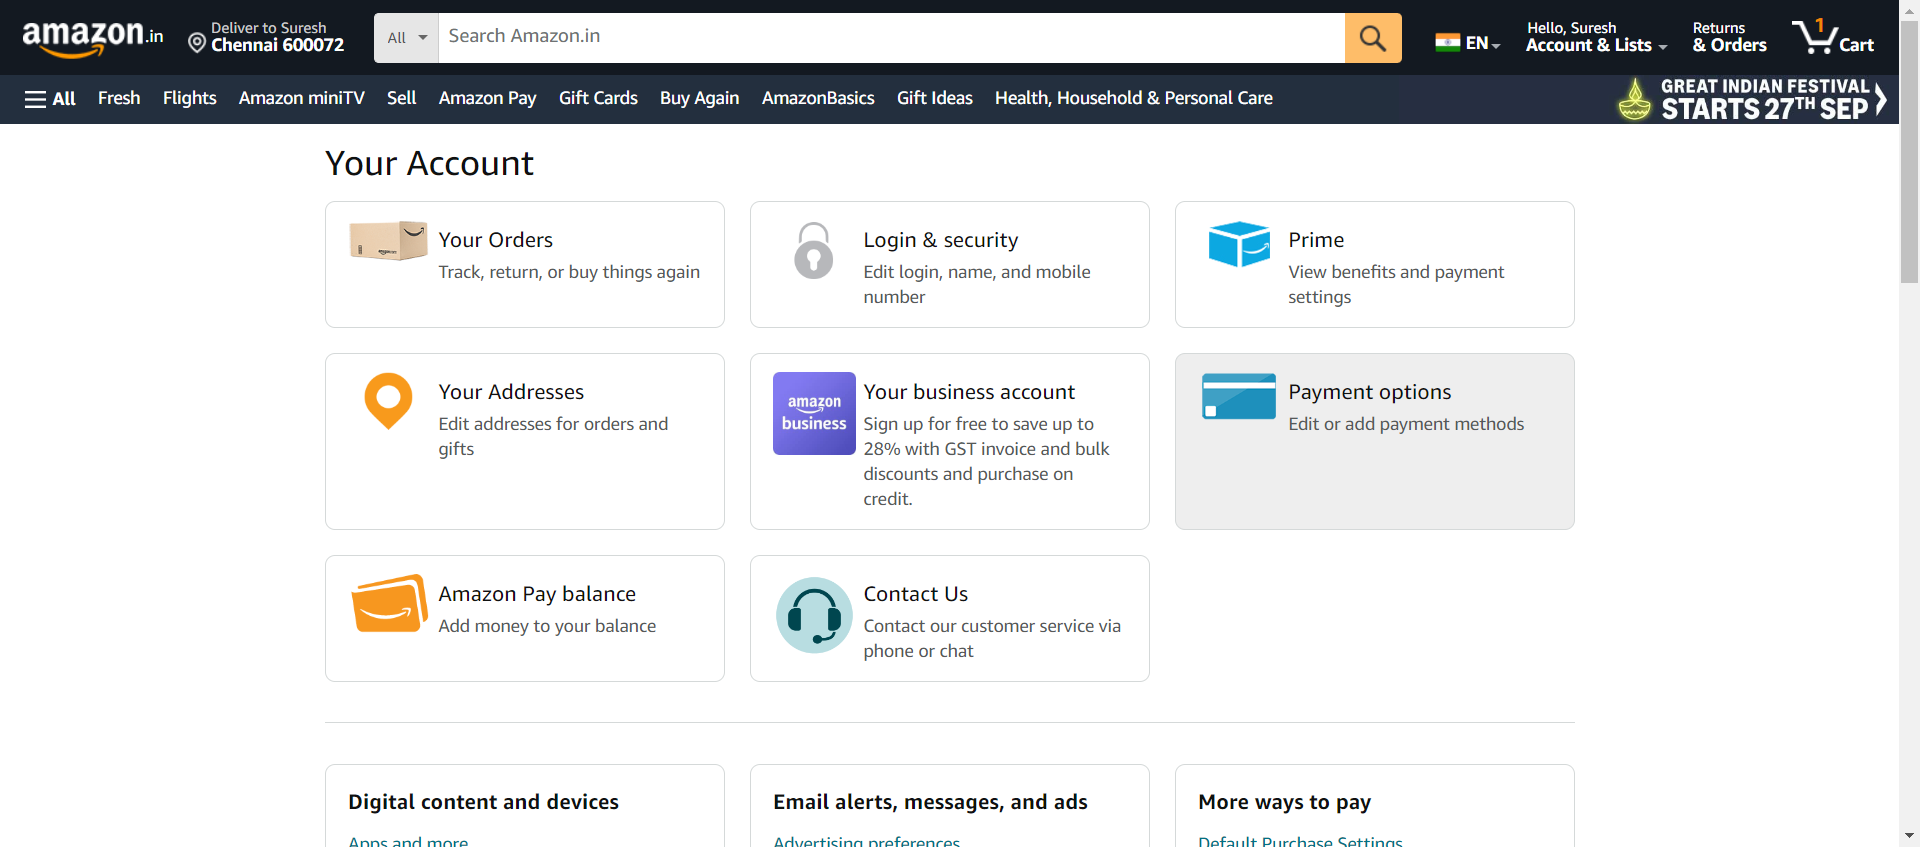 amazon.in
Deliver to Suresh
Chennai 600072
All
Search Amazon.in
EN
Hello, Suresh
Account & Lists
Returns
& Orders
1
Cart
All
Fresh
Flights
Amazon miniTV
Sell
Amazon Pay
Gift Cards
Buy Again
AmazonBasics
Gift Ideas
Health, Household & Personal Care
GREAT INDIAN FESTIVAL
STARTS 27TH SEP
Your Account
Your Orders
Track, return, or buy things again
Login & security
Edit login, name, and mobile
number
Prime
View benefits and payment
settings
Your Addresses
Edit addresses for orders and
gifts
amazon
business
Your business account
Sign up for free to save up to
28% with GST invoice and bulk
discounts and purchase on
credit.
Payment options
Edit or add payment methods
Amazon Pay balance
Add money to your balance
Contact Us
Contact our customer service via
phone or chat
Digital content and devices
Apps and more
Email alerts, messages, and ads
Advertising preferences
More ways to pay
Default Purchase Settings